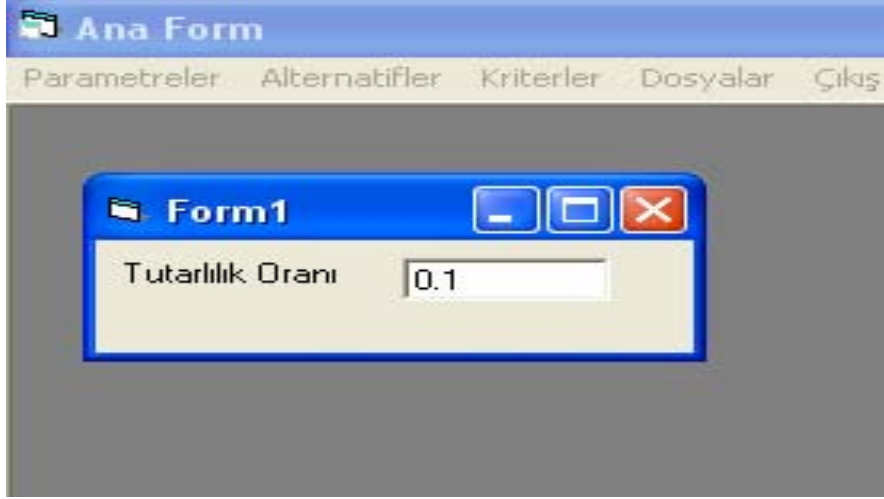 Ana Form
Parametreler Alternatifler Kriterler Dosyalar Çıkış
Form1
Tutarlılık Oranı 0.1